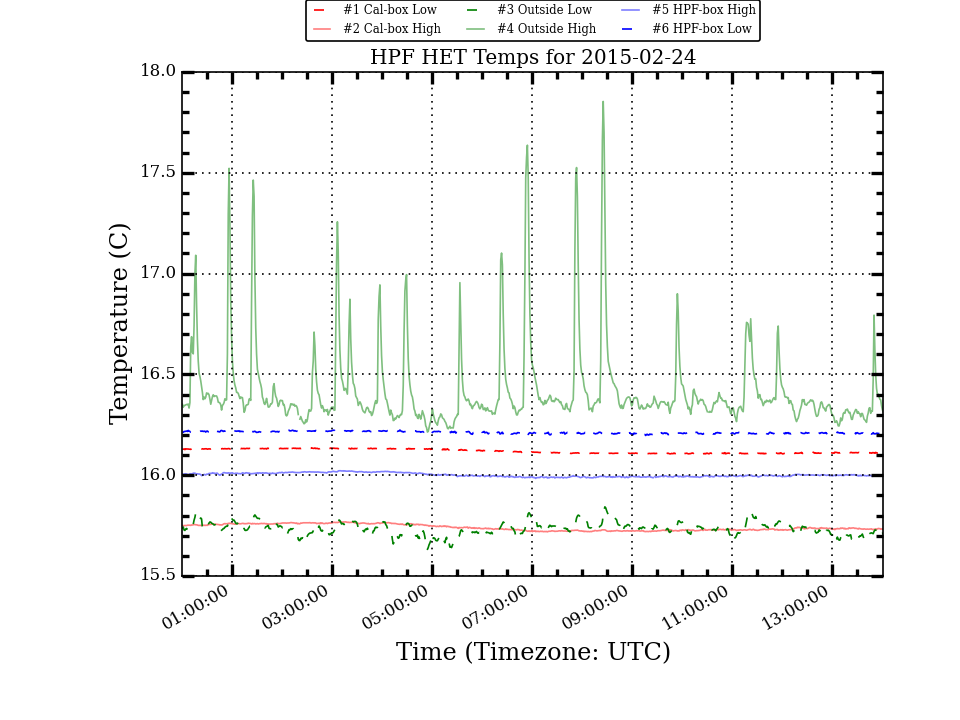 #1 Cal-box Low #3 Outside Low #5 HPF-box High
#2 Cal-box High #4 Outside High #6 HPF-box Low
HPF HET Temps for 2015-02-24
18.0
17.5
17.0
16.5
16.0
15.5
Temperature (C)
01:00:00 03:00:00 05:00:00 07:00:00 09:00:00 11:00:00 13:00:00
Time (Timezone: UTC)